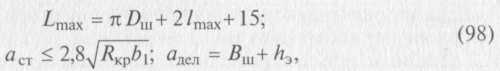 L_max = π D_ш + 2 l_max + 15;
a_ст ≤ 2,8√(R_кр b_1); a_дел = B_ш + h_э,
(98)